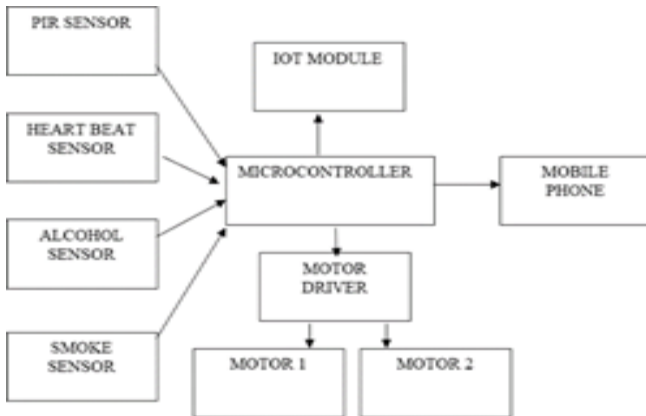 PIR SENSOR
IOT MODULE
HEART BEAT
SENSOR
MICROCONTROLLER
MOBILE
PHONE
ALCOHOL
SENSOR
MOTOR
DRIVER
SMOKE
SENSOR
MOTOR 1
MOTOR 2